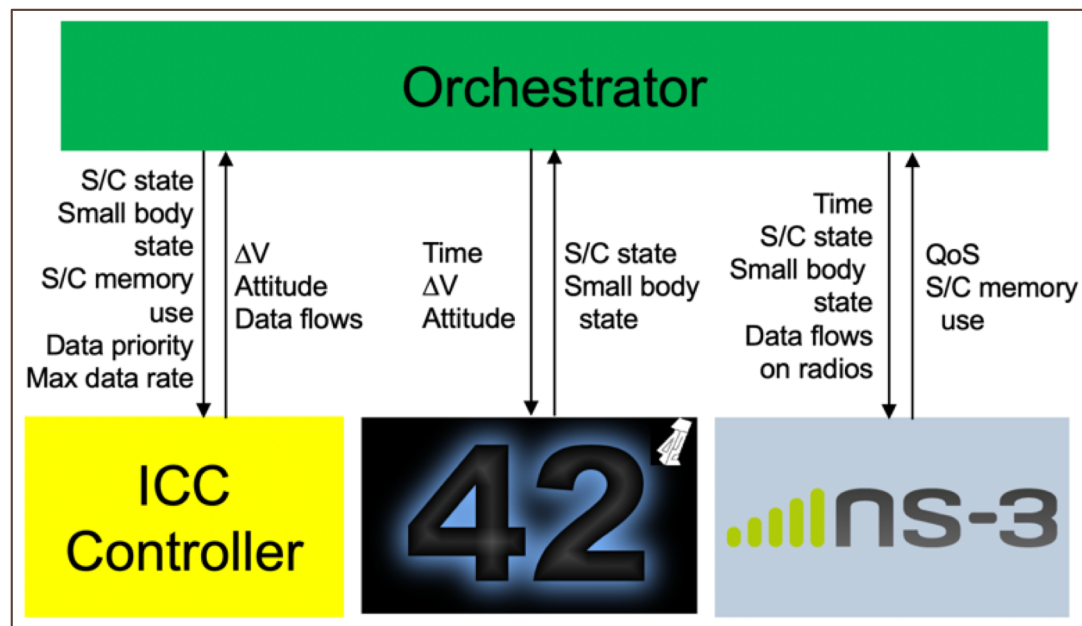 Orchestrator
S/C state
Small body
state
S/C memory
use
Data priority
Max data rate
ΔV
Attitude
Data flows
Time
ΔV
Attitude
S/C state
Small body
state
Time
S/C state
Small body
state
Data flows
on radios
QoS
S/C memory
use
ICC
Controller
42
ns-3